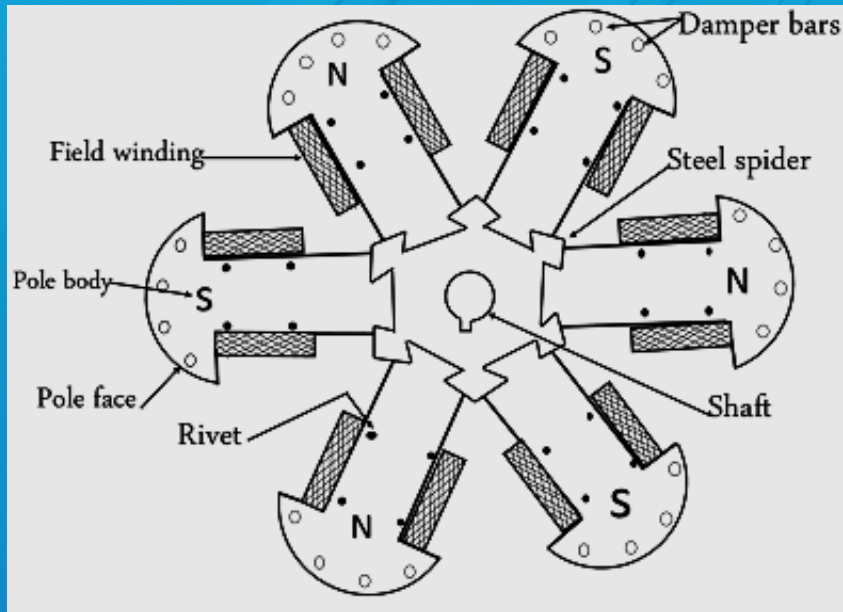 Damper bars
N
S
Field winding
Steel spider
Pole body
S
N
Pole face
Rivet
Shaft
N
S